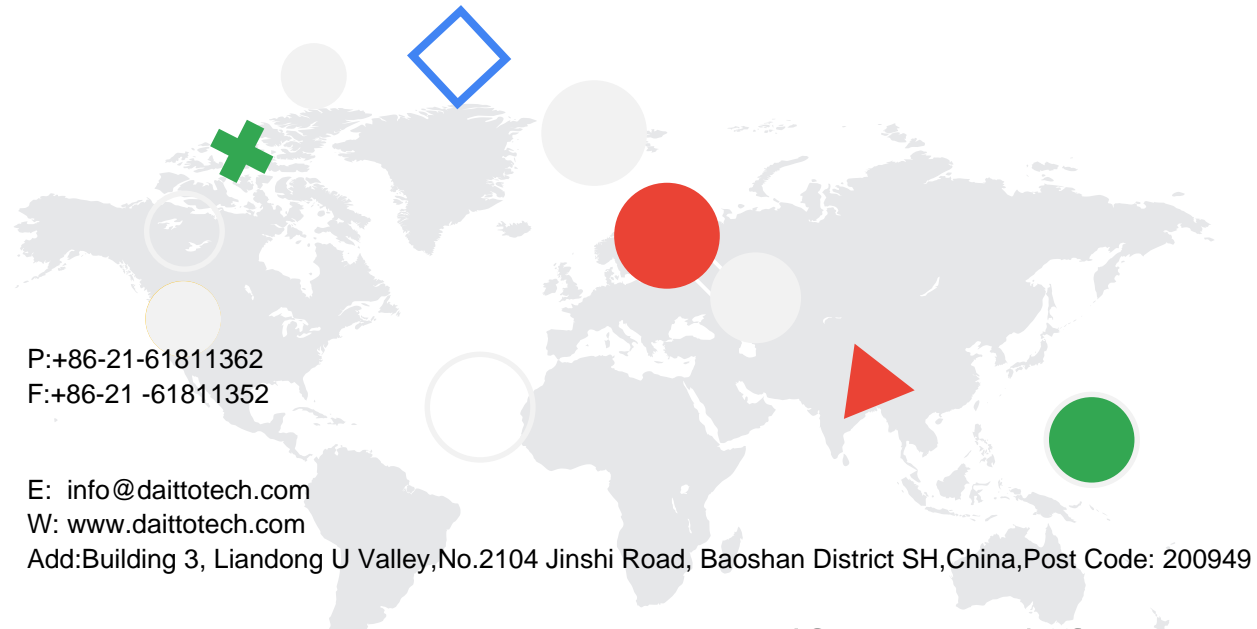 P:+86-21-61811362
F:+86-21 -61811352
E: info@daittotech.com
W: www.daittotech.com
Add:Building 3, Liandong U Valley,No.2104 Jinshi Road, Baoshan District SH,China,Post Code: 200949